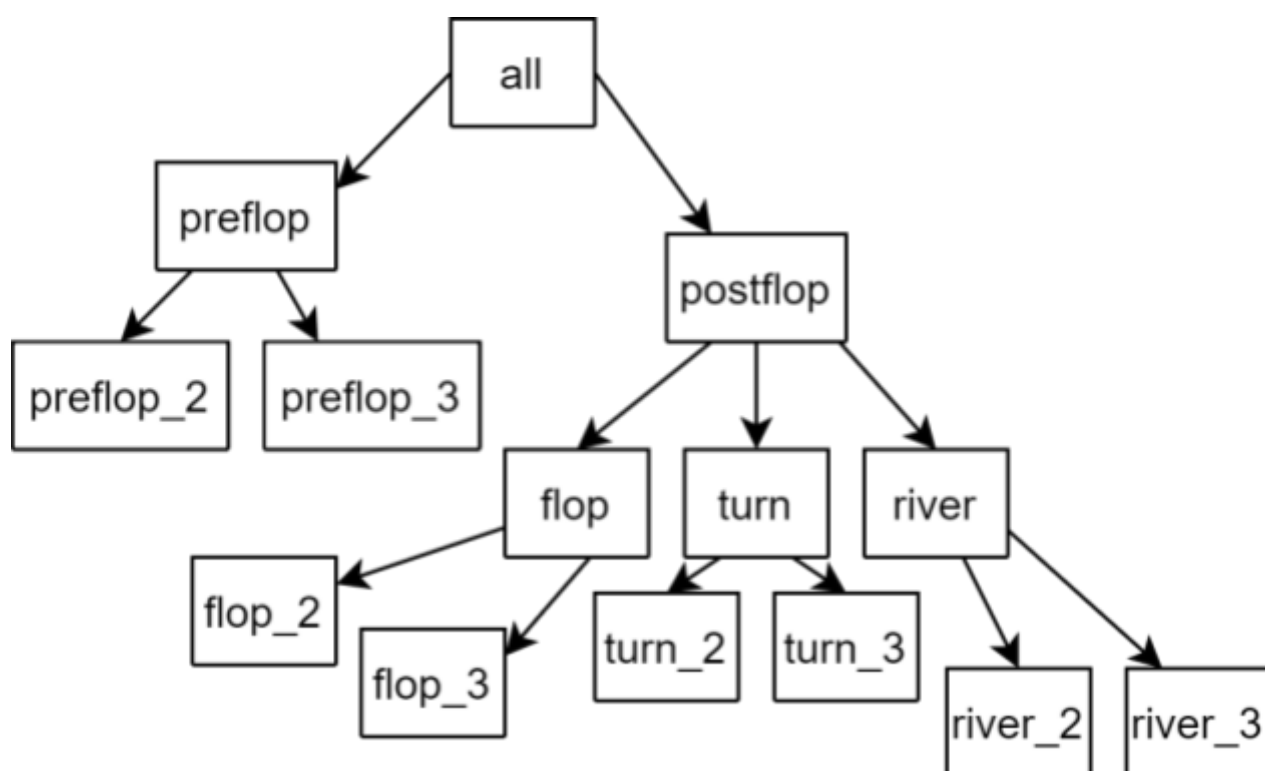 all
preflop
postflop
preflop_2
preflop_3
flop
turn
river
flop_2
flop_3
turn_2
turn_3
river_2
river_3